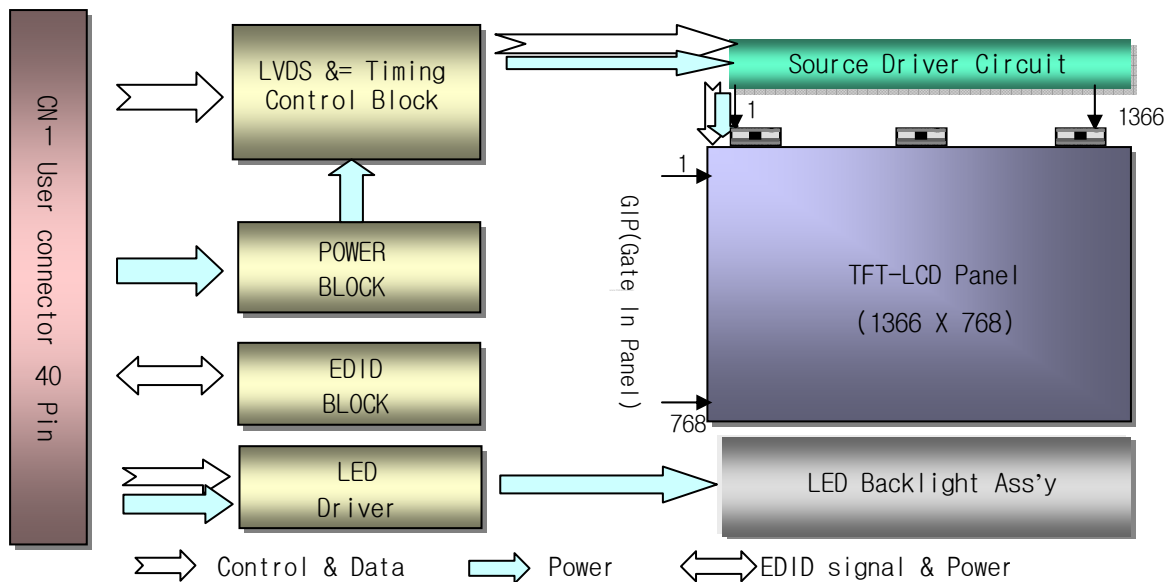 CN-1 User connector 40 Pin
LVDS &= Timing
Control Block
POWER
BLOCK
EDID
BLOCK
LED
Driver
Source Driver Circuit
1
1366
1
GIP(Gate In Panel)
768
TFT-LCD Panel
(1366 X 768)
LED Backlight Ass'y
Control & Data
Power
EDID signal & Power